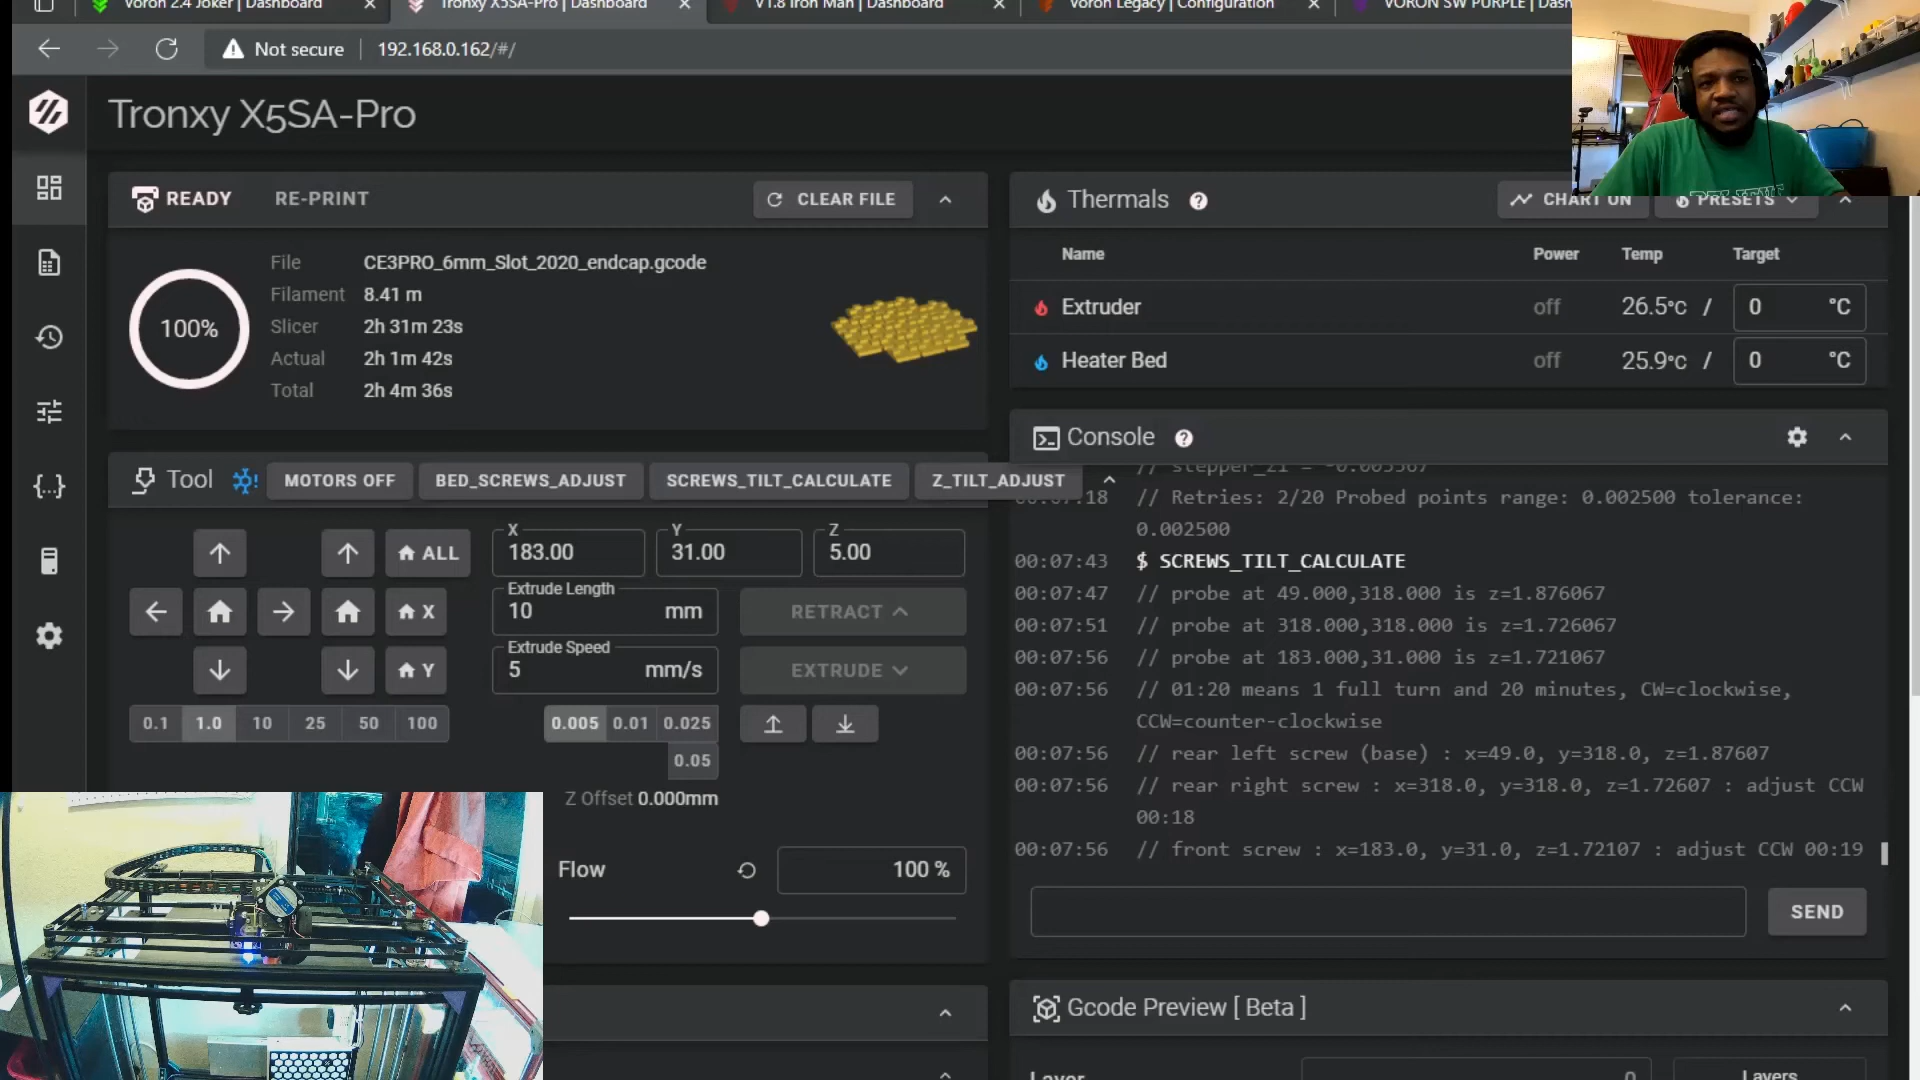 Voron 2.4 Joker | Dashboard
Tronxy X5SA-Pro | Dashboard
V1.8 Iron Man | Dashboard
Voron Legacy | Configuration
VORON SW PURPLE | Dash
Not secure
192.168.0.162/#/
Tronxy X5SA-Pro
READY
RE-PRINT
CLEAR FILE
100%
File CE3PRO_6mm_Slot_2020_endcap.gcode
Filament 8.41 m
Slicer 2h 31m 23s
Actual 2h 1m 42s
Total 2h 4m 36s
Thermals
CHART ON
PRESETS
Name Power Temp Target
Extruder off 26.5°C / 0 °C
Heater Bed off 25.9°C / 0 °C
Tool
MOTORS OFF
BED_SCREWS_ADJUST
SCREWS_TILT_CALCULATE
Z_TILT_ADJUST
ALL
X
Y
X
183.00
Y
31.00
Z
5.00
Extrude Length
10 mm
RETRACT
Extrude Speed
5 mm/s
EXTRUDE
0.1 1.0 10 25 50 100
0.005 0.01 0.025
0.05
Z Offset 0.000mm
Flow
100 %
Console
// stepper_z1 = -0.003567
00:07:18 // Retries: 2/20 Probed points range: 0.002500 tolerance:
0.002500
00:07:43 $ SCREWS_TILT_CALCULATE
00:07:47 // probe at 49.000,318.000 is z=1.876067
00:07:51 // probe at 318.000,318.000 is z=1.726067
00:07:56 // probe at 183.000,31.000 is z=1.721067
00:07:56 // 01:20 means 1 full turn and 20 minutes, CW=clockwise,
CCW=counter-clockwise
00:07:56 // rear left screw (base) : x=49.0, y=318.0, z=1.87607
00:07:56 // rear right screw : x=318.0, y=318.0, z=1.72607 : adjust CCW
00:18
00:07:56 // front screw : x=183.0, y=31.0, z=1.72107 : adjust CCW 00:19
SEND
Gcode Preview [ Beta ]
Layer
0
Layers